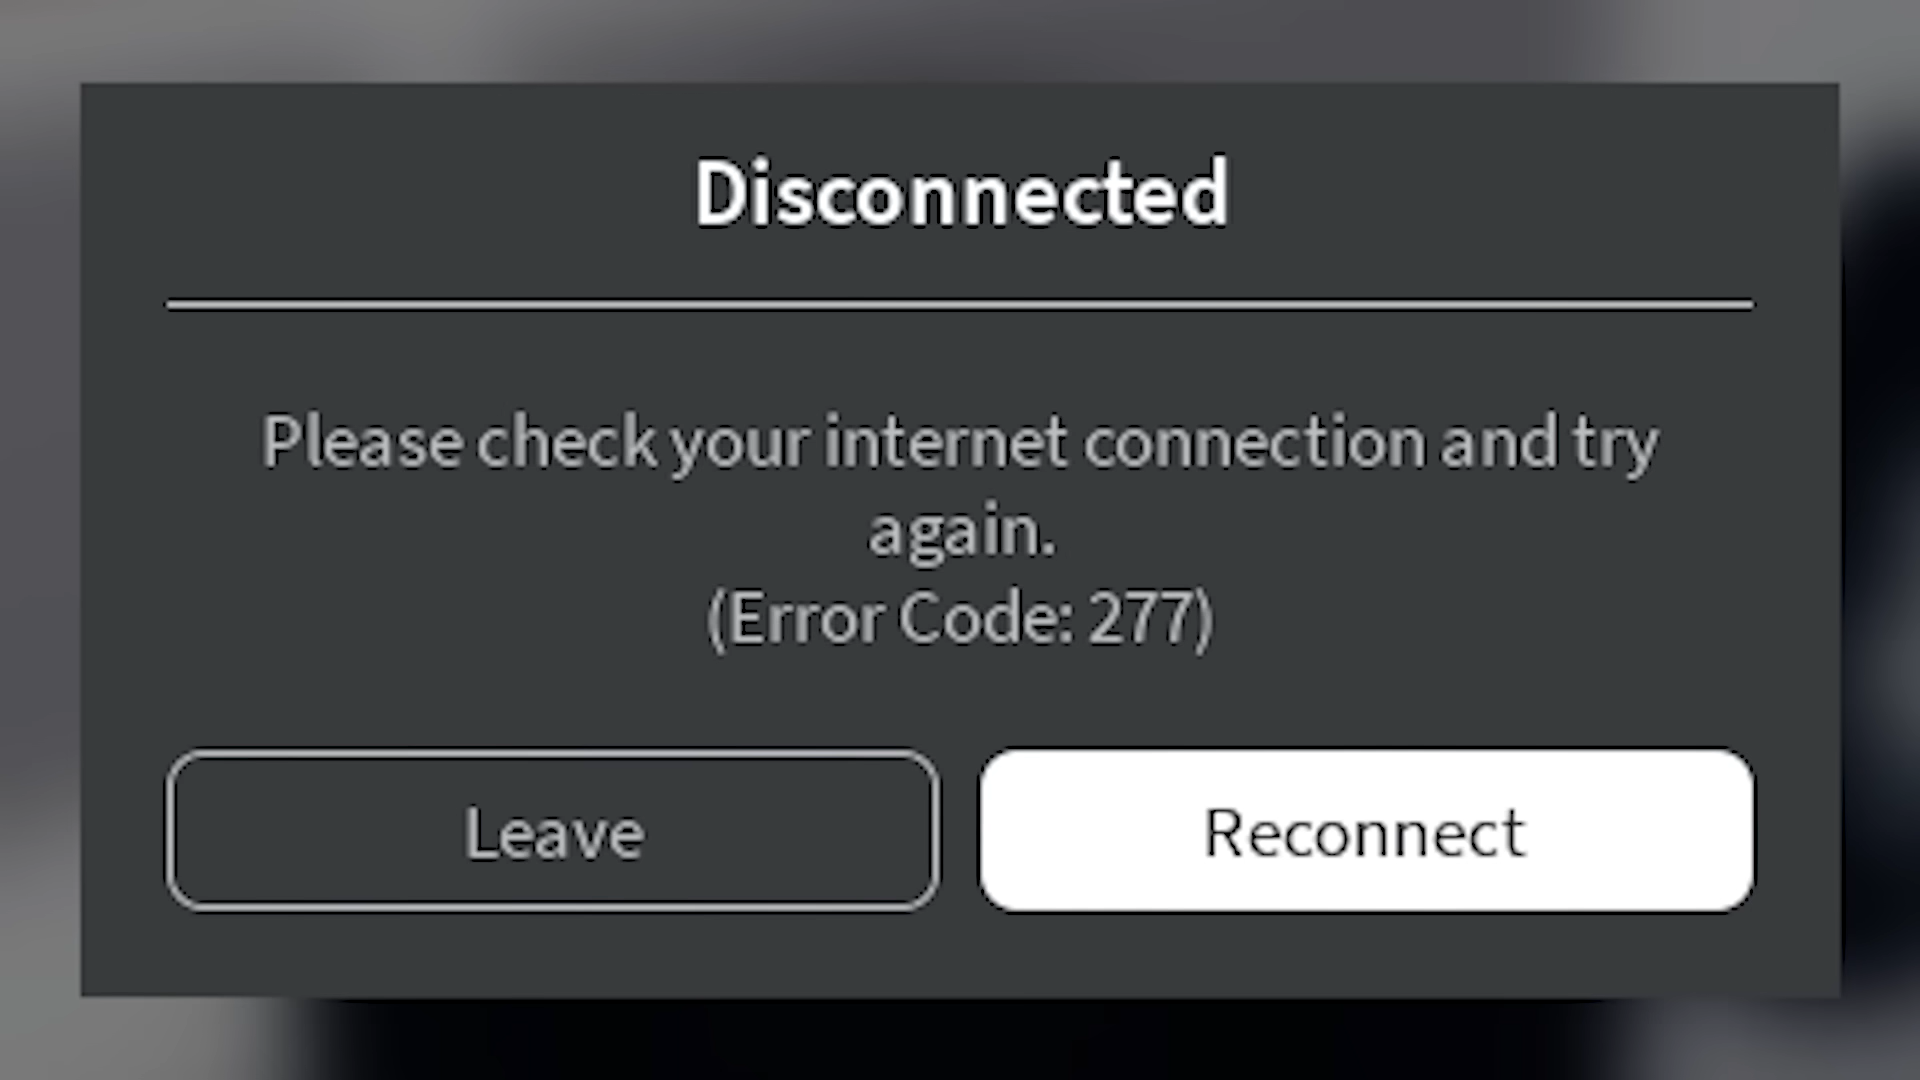 Disconnected
Please check your internet connection and try
again.
(Error Code: 277)
Leave
Reconnect